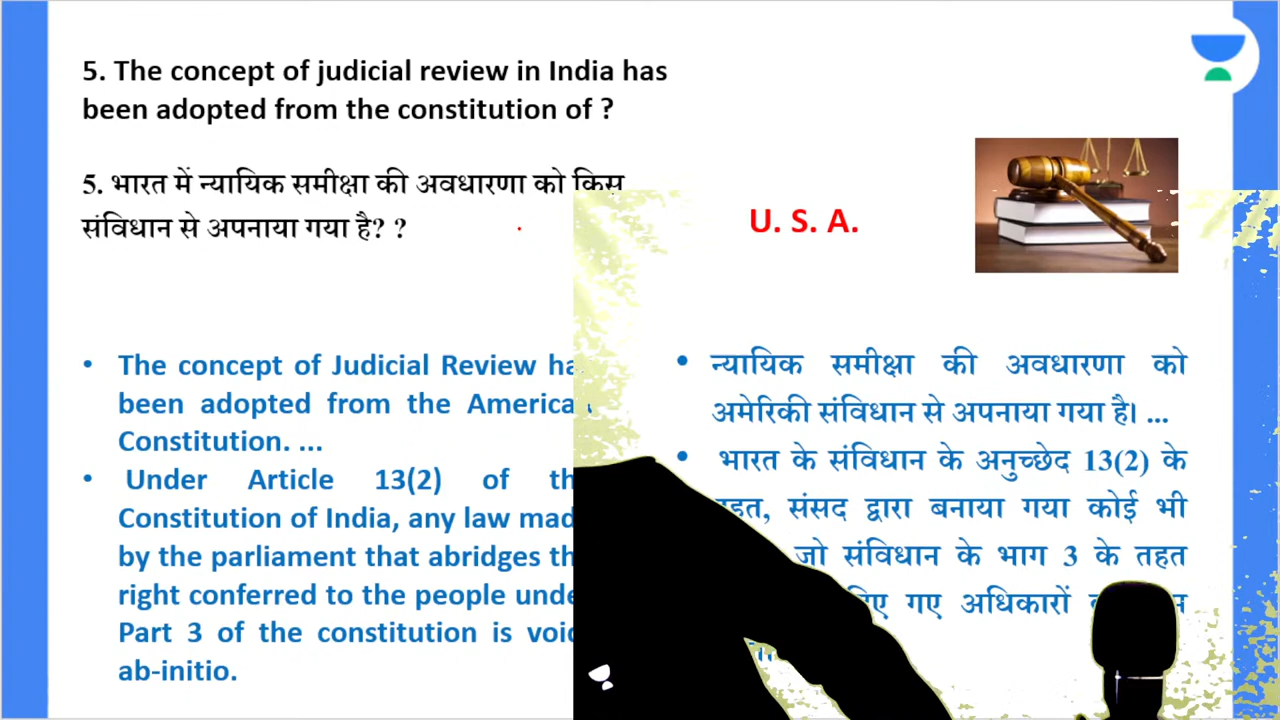 5. The concept of judicial review in India has
been adopted from the constitution of ?
5. भारत में न्यायिक समीक्षा की अवधारणा को किस
संविधान से अपनाया गया है? ?
U. S. A.
• The concept of Judicial Review ha
been adopted from the America
Constitution. ...
• Under Article 13(2) of th
Constitution of India, any law mad
by the parliament that abridges th
right conferred to the people unde
Part 3 of the constitution is void
ab-initio.
• न्यायिक समीक्षा की अवधारणा को
अमेरिकी संविधान से अपनाया गया है। ...
• भारत के संविधान के अनुच्छेद 13(2) के
संसद द्वारा बनाया गया कोई भी
जो संविधान के भाग 3 के तहत
गए अधिकारों